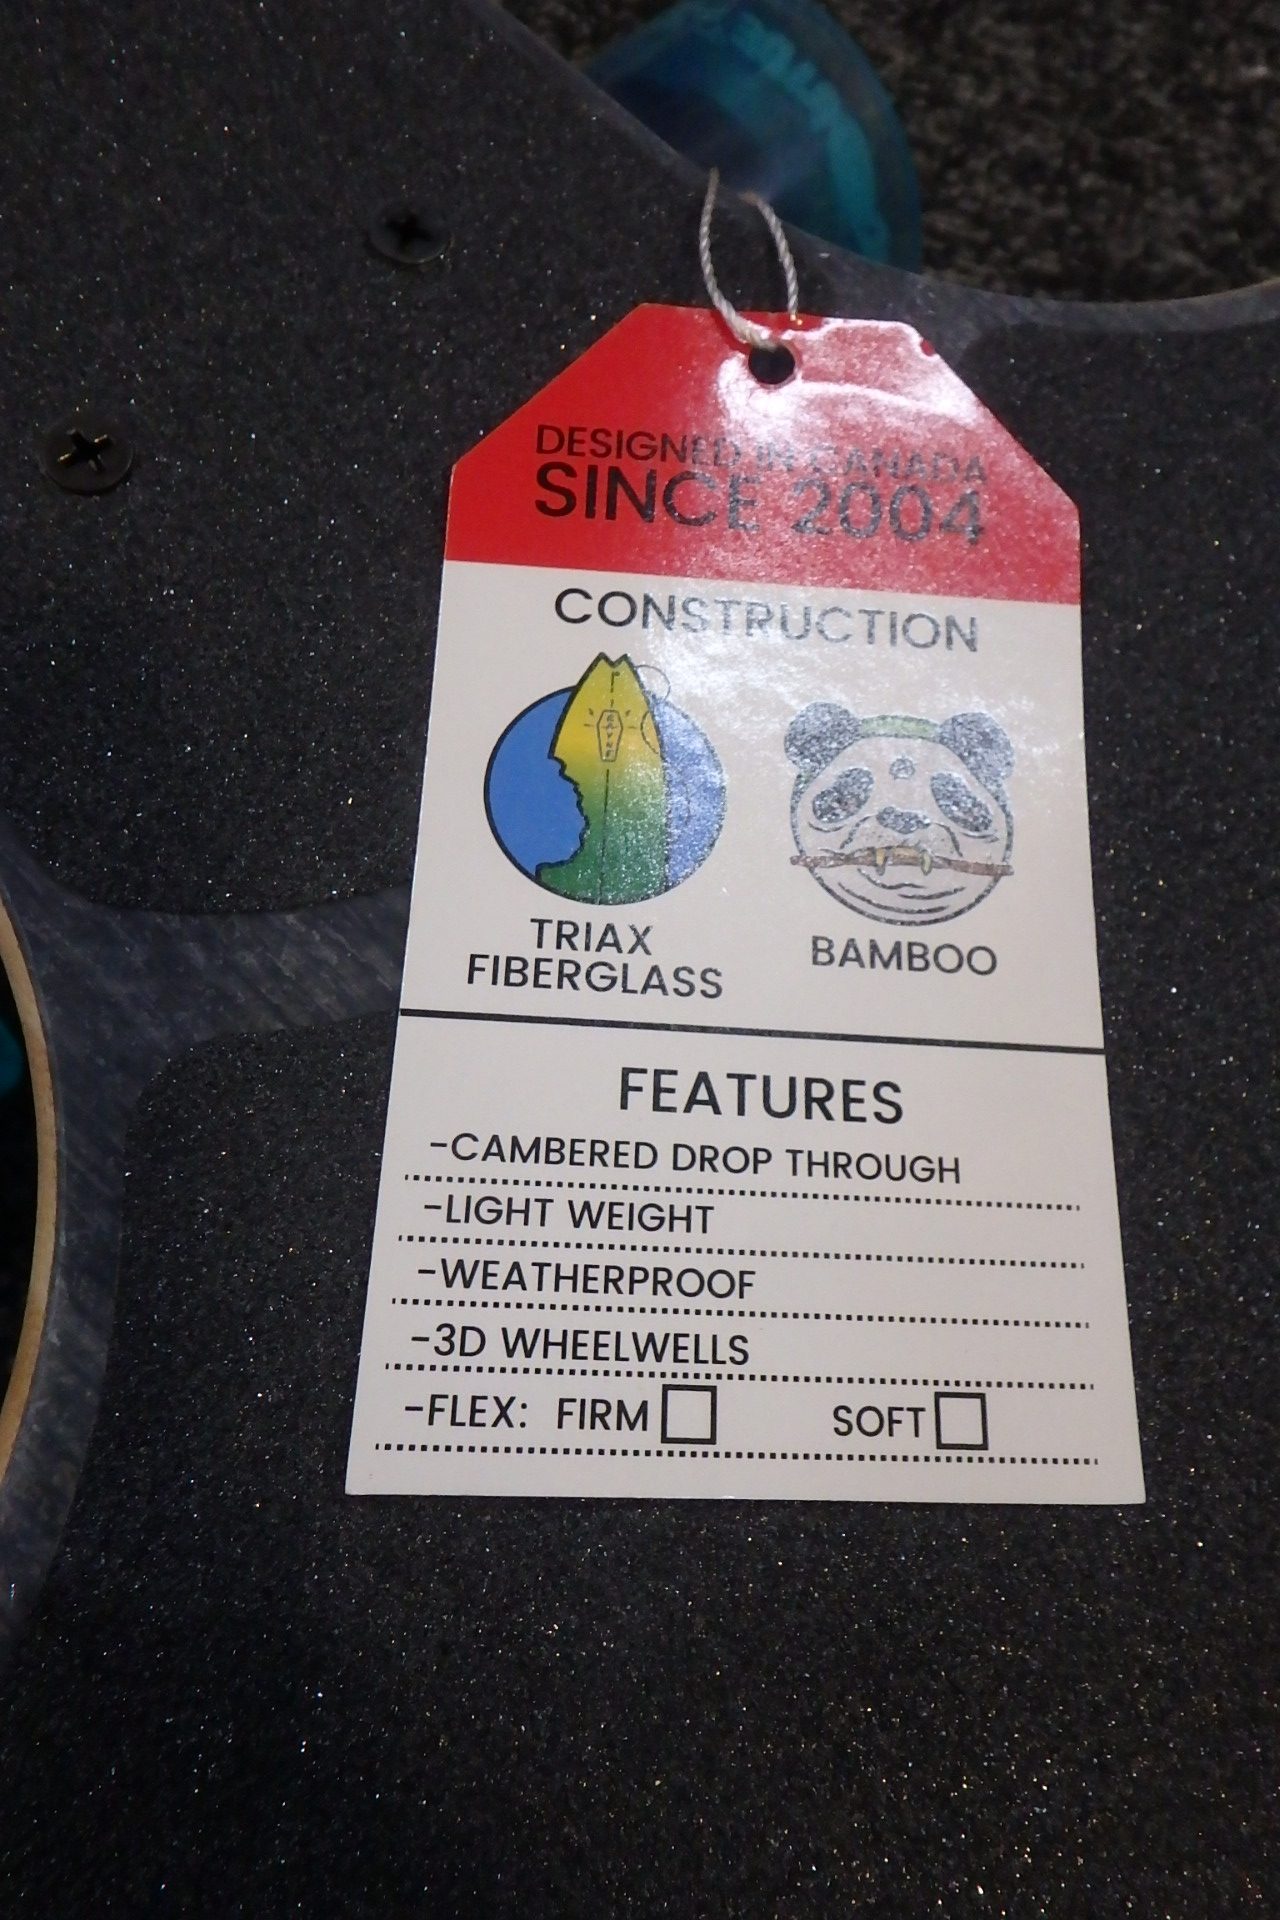 DESIGNED IN CANADA
SINCE 2004
CONSTRUCTION
TRIAX
FIBERGLASS
BAMBOO
FEATURES
-CAMBERED DROP THROUGH
-LIGHT WEIGHT
-WEATHERPROOF
-3D WHEELWELLS
-FLEX: FIRM SOFT